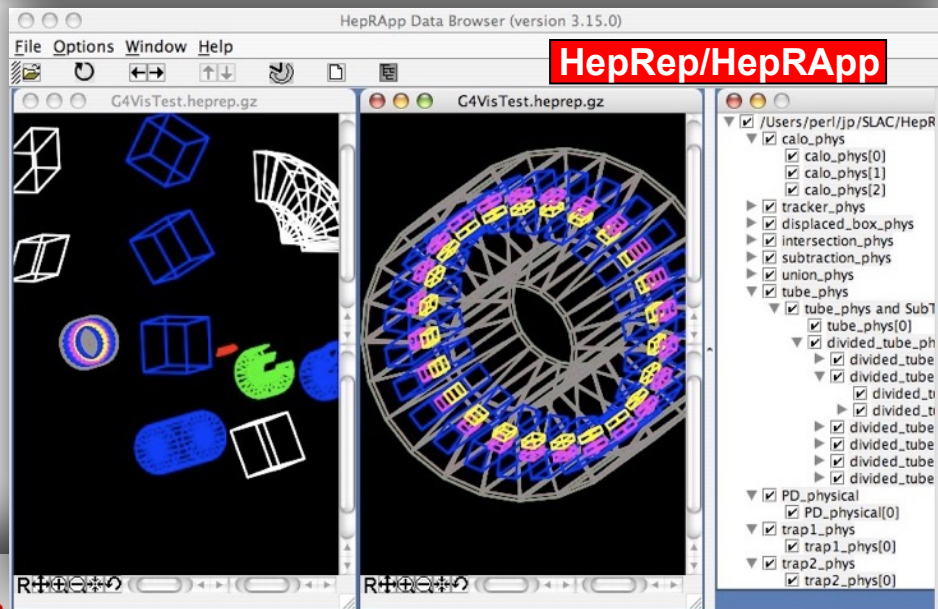 HepRApp Data Browser (version 3.15.0)
File Options Window Help
HepRep/HepRApp
G4VisTest.heprep.gz
G4VisTest.heprep.gz
/Users/perl/jp/SLAC/HepR
calo_phys
calo_phys[0]
calo_phys[1]
calo_phys[2]
tracker_phys
displaced_box_phys
intersection_phys
subtraction_phys
union_phys
tube_phys
tube_phys and SubT
tube_phys[0]
divided_tube_ph
divided_tube
divided_tube
divided_t
divided_t
divided_tube
divided_tube
divided_tube
divided_tube
PD_physical
PD_physical[0]
trap1_phys
trap1_phys[0]
trap2_phys
trap2_phys[0]
R
R